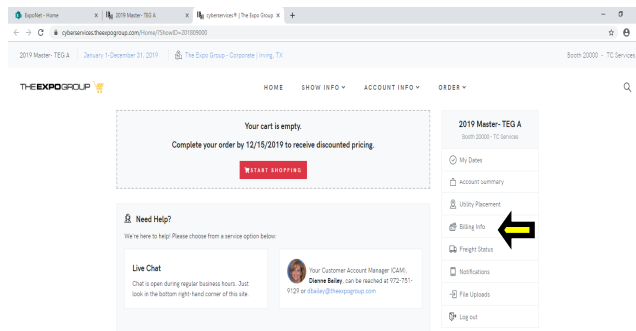 ExpoNet - Home
2019 Master- TEG A
cyberservices® | The Expo Group
cyberservices.theexpogroup.com/Home/?ShowID=201909000
2019 Master- TEG A
January 1-December 31, 2019
The Expo Group - Corporate | Irving, TX
Booth 20000 - TC Services
THEEXPOGROUP
HOME
SHOW INFO
ACCOUNT INFO
ORDER
Your cart is empty.
Complete your order by 12/15/2019 to receive discounted pricing.
START SHOPPING
Need Help?
We're here to help! Please choose from a service option below:
Live Chat
Chat is open during regular business hours. Just
look in the bottom right-hand corner of this site.
Your Customer Account Manager (CAM),
Dianne Bailey, can be reached at 972-751-
9129 or dbailey@theexpogroup.com
2019 Master- TEG A
Booth 20000 - TC Services
My Dates
Account Summary
Utility Placement
Billing Info
Freight Status
Notifications
File Uploads
Log out